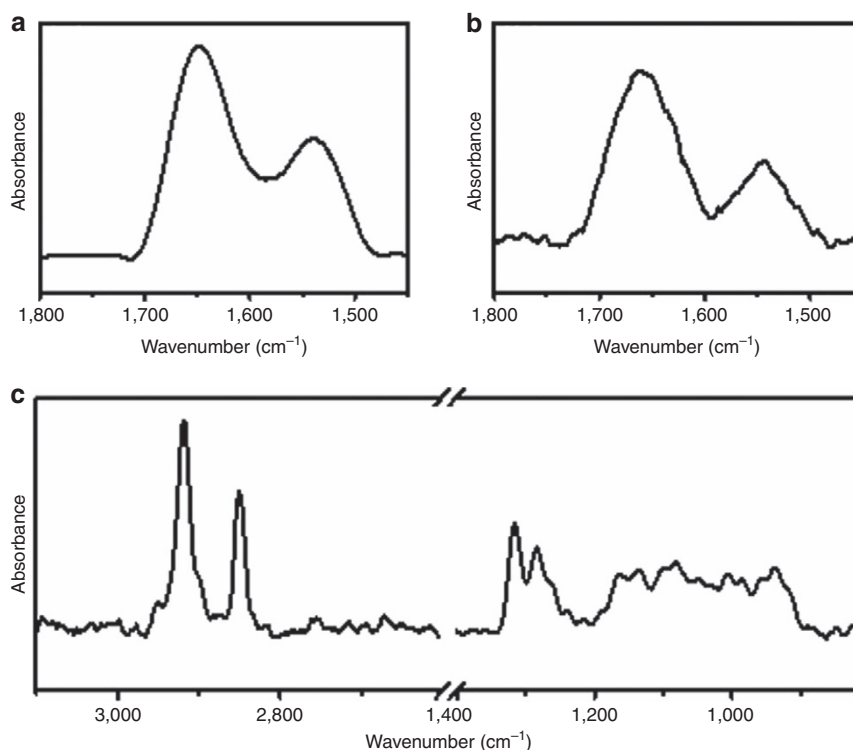 a
Absorbance
1,800 1,700 1,600 1,500
Wavenumber (cm⁻¹)
b
Absorbance
1,800 1,700 1,600 1,500
Wavenumber (cm⁻¹)
c
Absorbance
3,000 2,800 1,400 1,200 1,000
Wavenumber (cm⁻¹)